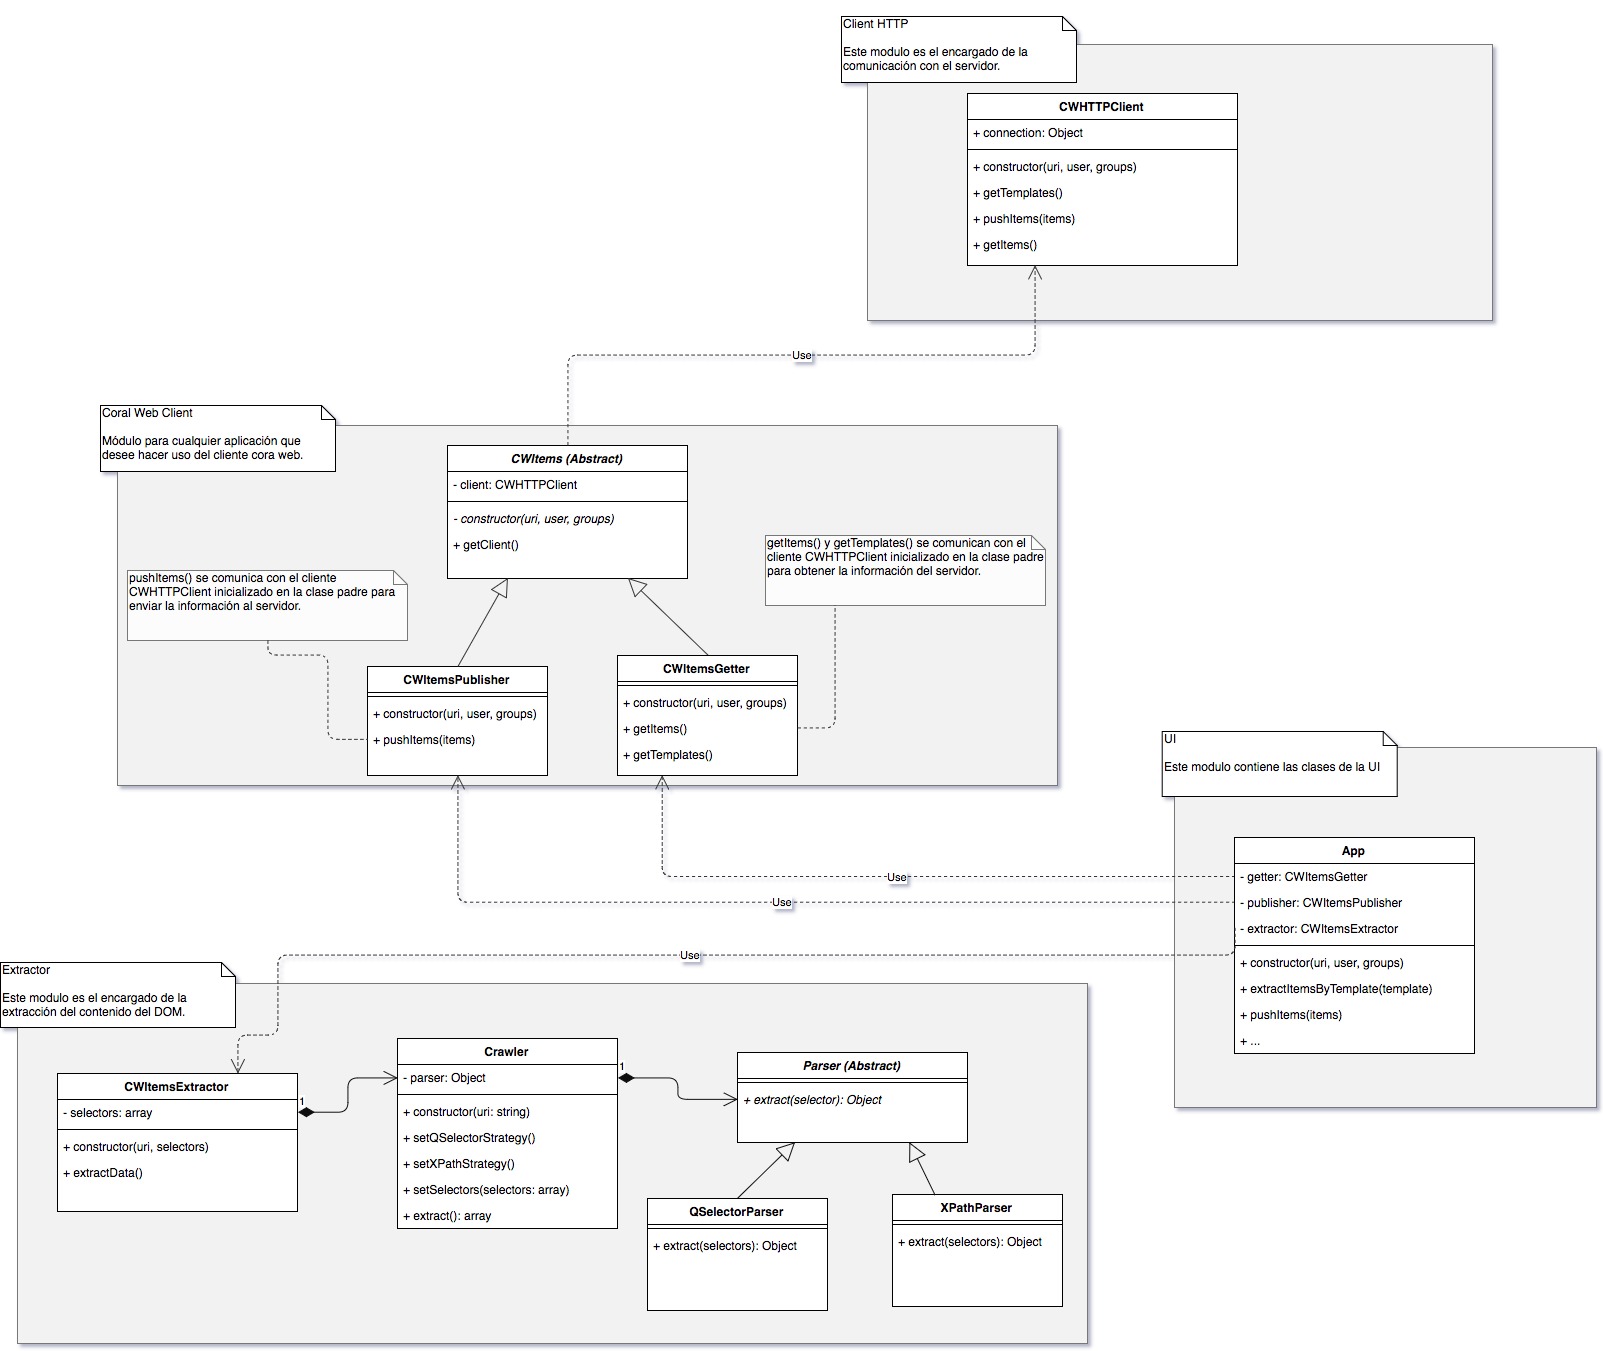 Client HTTP
Este modulo es el encargado de la
comunicación con el servidor.
CWHTTPClient
+ connection: Object
+ constructor(uri, user, groups)
+ getTemplates()
+ pushItems(items)
+ getItems()
Use
Coral Web Client
Módulo para cualquier aplicación que
desee hacer uso del cliente cora web.
CWItems (Abstract)
- client: CWHTTPClient
- constructor(uri, user, groups)
+ getClient()
getItems() y getTemplates() se comunican con el
cliente CWHTTPClient inicializado en la clase padre
para obtener la información del servidor.
pushItems() se comunica con el cliente
CWHTTPClient inicializado en la clase padre para
enviar la información al servidor.
CWItemsPublisher
+ constructor(uri, user, groups)
+ pushItems(items)
CWItemsGetter
+ constructor(uri, user, groups)
+ getItems()
+ getTemplates()
UI
Este modulo contiene las clases de la UI
App
- getter: CWItemsGetter
- publisher: CWItemsPublisher
- extractor: CWItemsExtractor
+ constructor(uri, user, groups)
+ extractItemsByTemplate(template)
+ pushItems(items)
+ ...
Use
Use
Use
Extractor
Este modulo es el encargado de la
extracción del contenido del DOM.
CWItemsExtractor
- selectors: array
+ constructor(uri, selectors)
+ extractData()
1
Crawler
- parser: Object
+ constructor(uri: string)
+ setQSelectorStrategy()
+ setXPathStrategy()
+ setSelectors(selectors: array)
+ extract(): array
1
Parser (Abstract)
+ extract(selector): Object
QSelectorParser
+ extract(selectors): Object
XPathParser
+ extract(selectors): Object